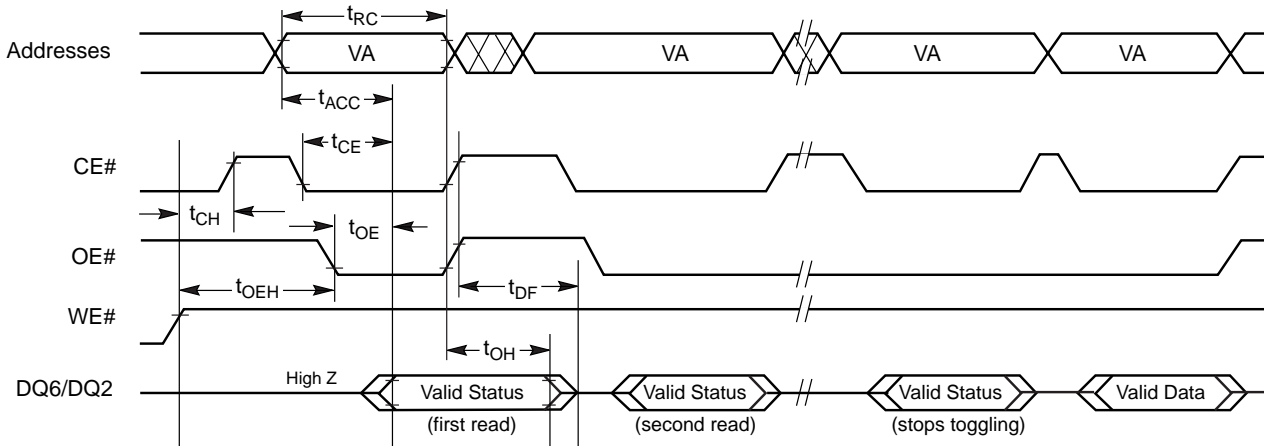 tRC
Addresses VA VA VA VA
tACC
tCE
CE#
tCH tOE
OE#
tOEH tDF
WE#
tOH
DQ6/DQ2 High Z Valid Status Valid Status Valid Status Valid Data
(first read) (second read) (stops toggling)